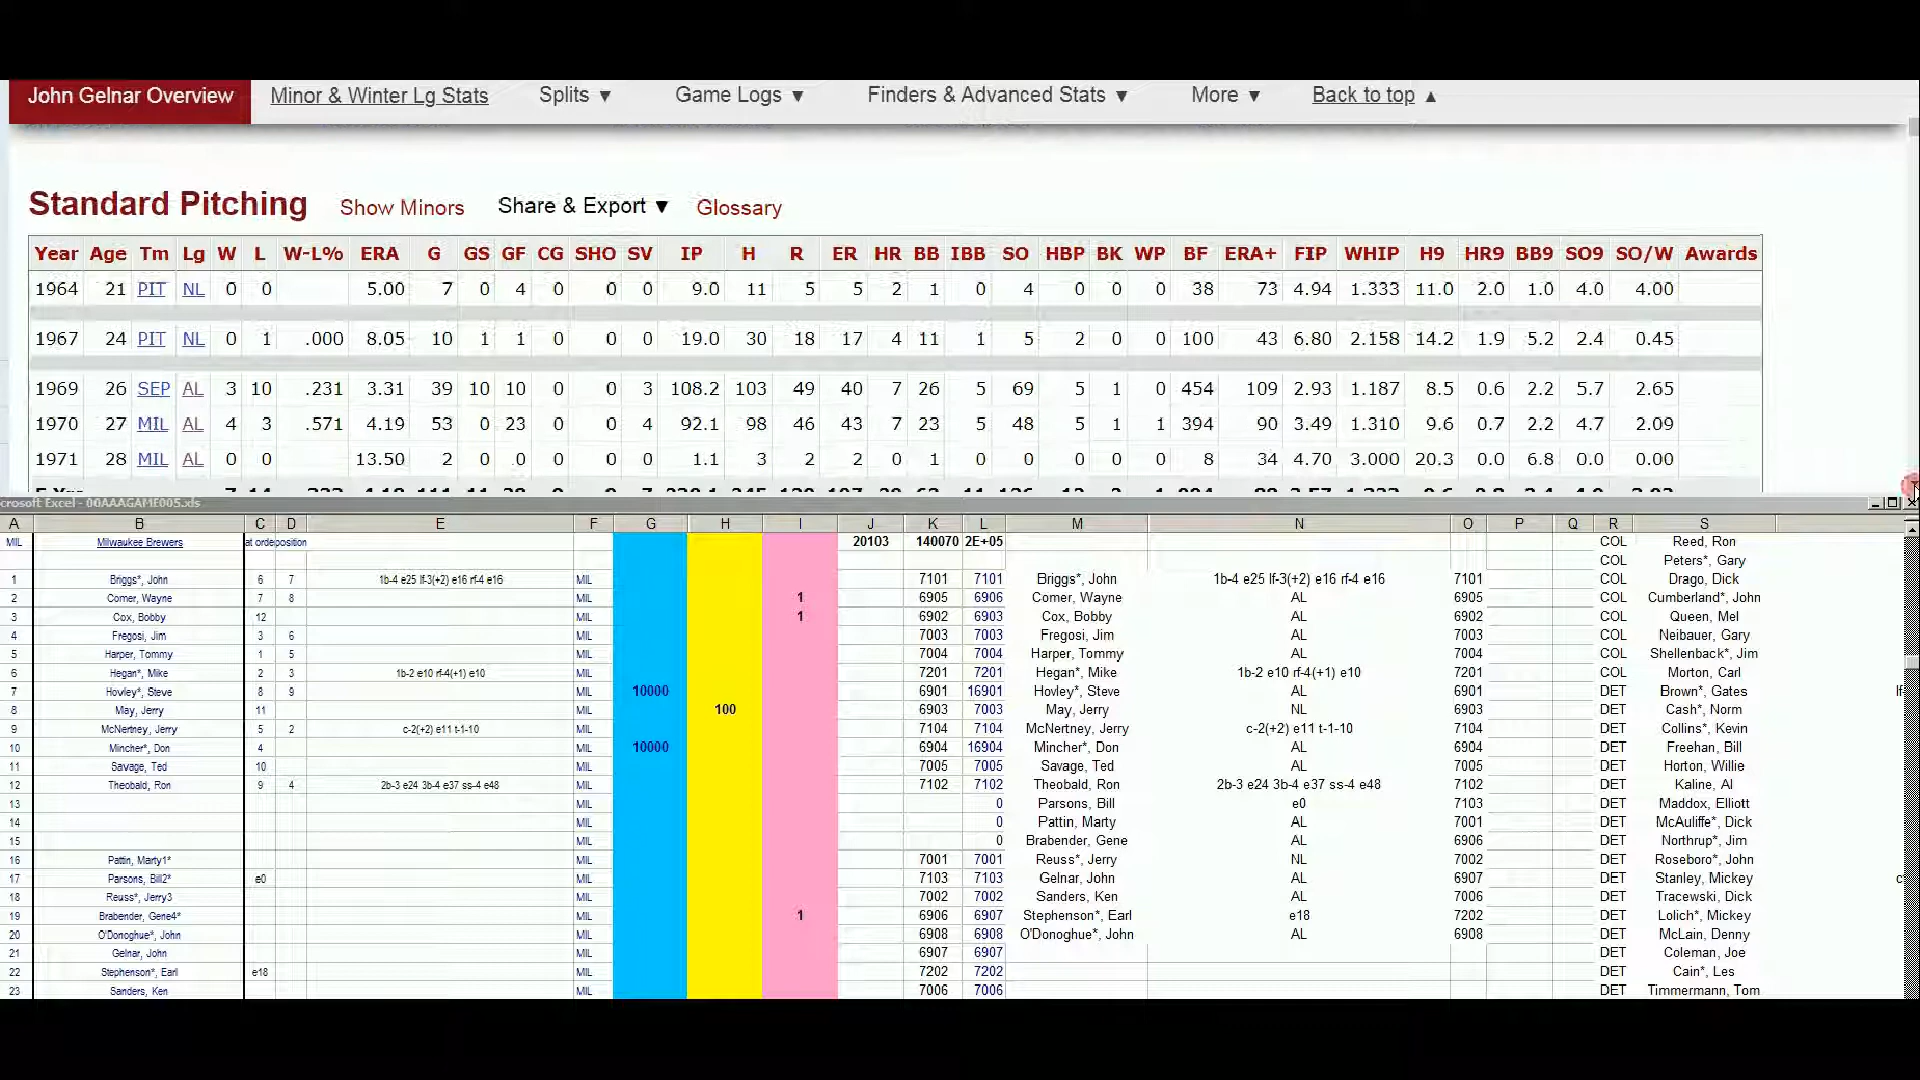 John Gelnar Overview Minor & Winter Lg Stats Splits ▼ Game Logs ▼ Finders & Advanced Stats ▼ More ▼ Back to top ▲
Standard Pitching Show Minors Share & Export ▼ Glossary
Year Age Tm Lg W L W-L% ERA G GS GF CG SHO SV IP H R ER HR BB IBB SO HBP BK WP BF ERA+ FIP WHIP H9 HR9 BB9 SO9 SO/W Awards
1964 21 PIT NL 0 0 5.00 7 0 4 0 0 0 9.0 11 5 5 2 1 0 4 0 0 0 38 73 4.94 1.333 11.0 2.0 1.0 4.0 4.00
1967 24 PIT NL 0 1 .000 8.05 10 1 1 0 0 0 19.0 30 18 17 4 11 1 5 2 0 0 100 43 6.80 2.158 14.2 1.9 5.2 2.4 0.45
1969 26 SEP AL 3 10 .231 3.31 39 10 10 0 0 3 108.2 103 49 40 7 26 5 69 5 1 0 454 109 2.93 1.187 8.5 0.6 2.2 5.7 2.65
1970 27 MIL AL 4 3 .571 4.19 53 0 23 0 0 4 92.1 98 46 43 7 23 5 48 5 1 1 394 90 3.49 1.310 9.6 0.7 2.2 4.7 2.09
1971 28 MIL AL 0 0 13.50 2 0 0 0 0 0 1.1 3 2 2 0 1 0 0 0 0 0 8 34 4.70 3.000 20.3 0.0 6.8 0.0 0.00
crosoft Excel - 00AAAGAME005.xls
A B C D E F G H I J K L M N O P Q R S
MIL Milwaukee Brewers at orde position 20103 140070 2E+05 COL Reed, Ron
COL Peters*, Gary
1 Briggs*, John 6 7 1b-4 e25 lf-3(+2) e16 rf-4 e16 MIL 7101 7101 Briggs*, John 1b-4 e25 lf-3(+2) e16 rf-4 e16 7101 COL Drago, Dick
2 Comer, Wayne 7 8 MIL 1 6905 6906 Comer, Wayne AL 6905 COL Cumberland*, John
3 Cox, Bobby 12 MIL 1 6902 6903 Cox, Bobby AL 6902 COL Queen, Mel
4 Fregosi, Jim 3 6 MIL 7003 7003 Fregosi, Jim AL 7003 COL Neibauer, Gary
5 Harper, Tommy 1 5 MIL 7004 7004 Harper, Tommy AL 7004 COL Shellenback*, Jim
6 Hegan*, Mike 2 3 1b-2 e10 rf-4(+1) e10 MIL 7201 7201 Hegan*, Mike 1b-2 e10 rf-4(+1) e10 7201 COL Morton, Carl
7 Hovley*, Steve 8 9 MIL 10000 6901 16901 Hovley*, Steve AL 6901 DET Brown*, Gates lf-
8 May, Jerry 11 MIL 100 6903 7003 May, Jerry NL 6903 DET Cash*, Norm
9 McNertney, Jerry 5 2 c-2(+2) e11 t-1-10 MIL 7104 7104 McNertney, Jerry c-2(+2) e11 t-1-10 7104 DET Collins*, Kevin
10 Mincher*, Don 4 MIL 10000 6904 16904 Mincher*, Don AL 6904 DET Freehan, Bill
11 Savage, Ted 10 MIL 7005 7005 Savage, Ted AL 7005 DET Horton, Willie
12 Theobald, Ron 9 4 2b-3 e24 3b-4 e37 ss-4 e48 MIL 7102 7102 Theobald, Ron 2b-3 e24 3b-4 e37 ss-4 e48 7102 DET Kaline, Al
13 MIL 0 Parsons, Bill e0 7103 DET Maddox, Elliott
14 MIL 0 Pattin, Marty AL 7001 DET McAuliffe*, Dick
15 MIL 0 Brabender, Gene AL 6906 DET Northrup*, Jim
16 Pattin, Marty1* MIL 7001 7001 Reuss*, Jerry NL 7002 DET Roseboro*, John
17 Parsons, Bill2* e0 MIL 7103 7103 Gelnar, John AL 6907 DET Stanley, Mickey c
18 Reuss*, Jerry3 MIL 7002 7002 Sanders, Ken AL 7006 DET Tracewski, Dick
19 Brabender, Gene4* MIL 1 6906 6907 Stephenson*, Earl e18 7202 DET Lolich*, Mickey
20 O'Donoghue*, John MIL 6908 6908 O'Donoghue*, John AL 6908 DET McLain, Denny
21 Gelnar, John MIL 6907 6907 DET Coleman, Joe
22 Stephenson*, Earl e18 MIL 7202 7202 DET Cain*, Les
23 Sanders, Ken MIL 7006 7006 DET Timmermann, Tom